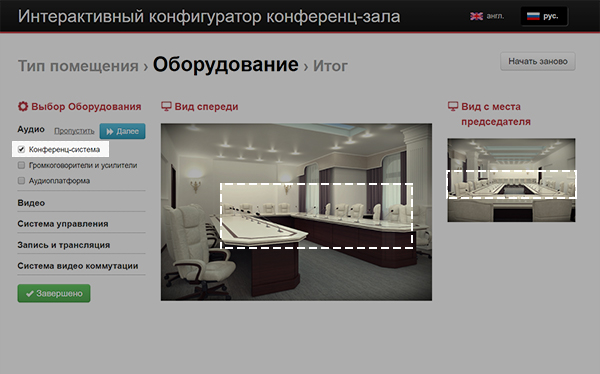 Интерактивный конфигуратор конференц-зала
англ.
рус.
Тип помещения › Оборудование › Итог
Начать заново
Выбор Оборудования
Аудио
Пропустить
Далее
Конференц-система
Громкоговорители и усилители
Аудиоплатформа
Видео
Система управления
Запись и трансляция
Система видео коммутации
Завершено
Вид спереди
Вид с места
председателя